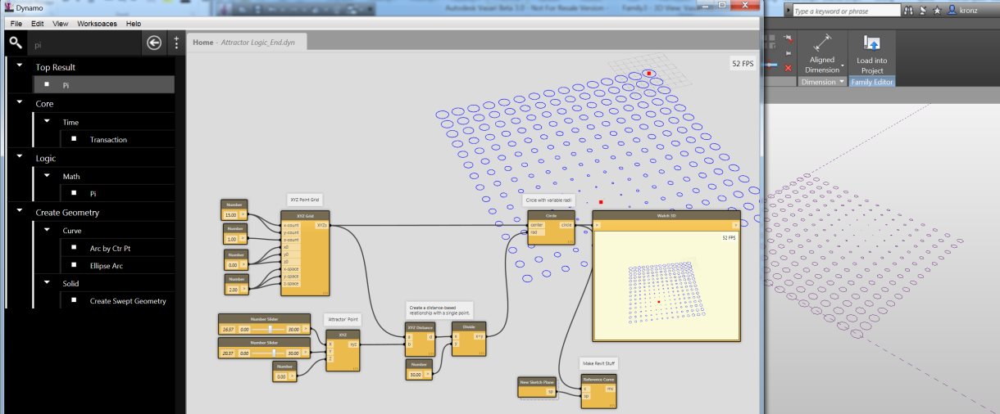 Dynamo
Autodesk Vasari Beta 3.0 - Not For Resale Version - Family3 - 3D View:
Type a keyword or phrase
kronz
File Edit View Workspaces Help
pi
Home - Attractor Logic_End.dyn
52 FPS
Aligned
Dimension
Load into
Project
Dimension
Family Editor
Top Result
Pi
Core
Time
Transaction
Logic
Math
Pi
Create Geometry
Curve
Arc by Ctr Pt
Ellipse Arc
Solid
Create Swept Geometry
XYZ Point Grid
Number
15.00 >
Number
1.00 >
Number
0.00 >
Number
XYZ Grid
x-count XYZs
y-count
z-count
x0
y0
z0
x-space
y-space
z-space
Circle with variable radii
Circle
center circle
rad
Watch 3D
52 FPS
Number Slider
16.57 0.00 30.00 >
Number Slider
20.37 0.00 30.00 >
Number
0.00 >
Attractor Point
XYZ
X xyz
Y
Z
Create a distance-based
relationship with a single point.
XYZ Distance
Number
30.00 >
Divide
x x÷y
y
Make Revit Stuff
New Sketch Plane
sp
Reference Curve
c mc
sp